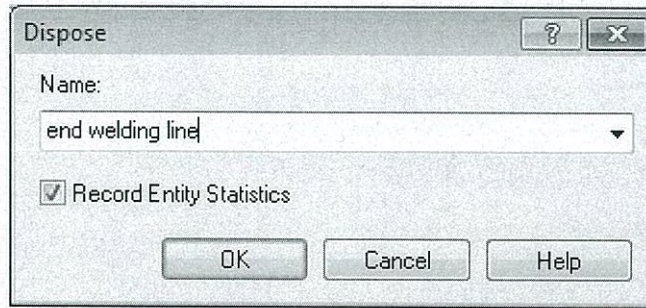 Dispose
Name:
end welding line
Record Entity Statistics
OK Cancel Help